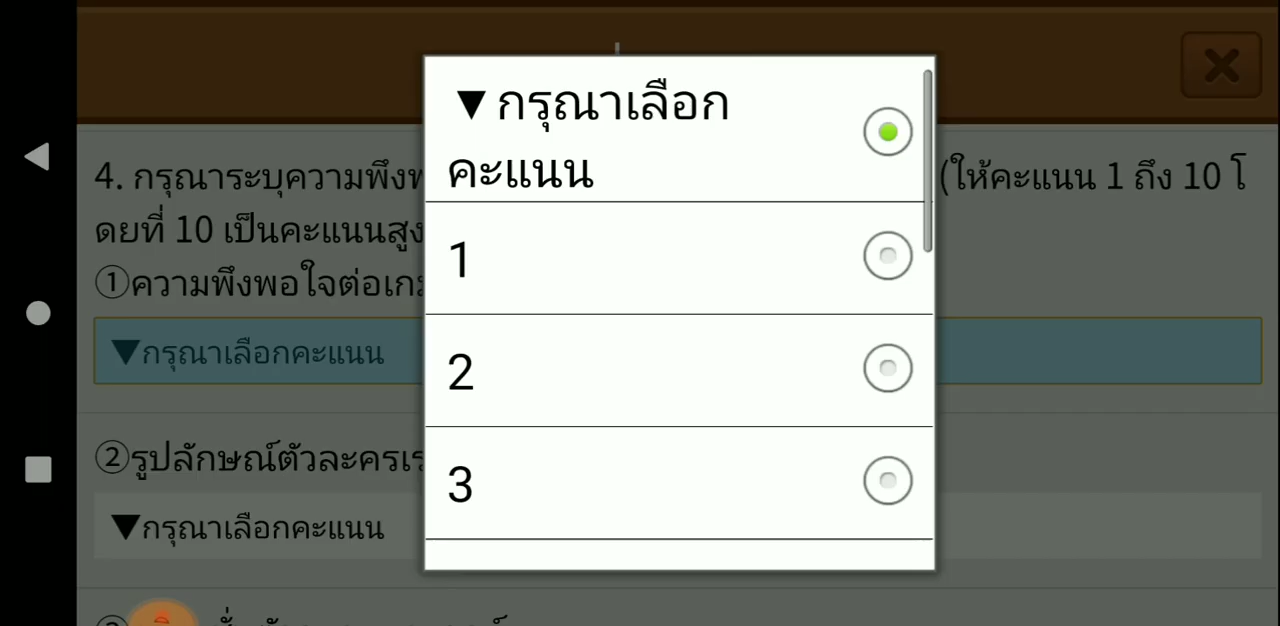 ▼กรุณาเลือก
คะแนน
1
2
3
4. กรุณาระบุความพึงพ
(ให้คะแนน 1 ถึง 10 โ
ดยที่ 10 เป็นคะแนนสูง
①ความพึงพอใจต่อเกม
▼กรุณาเลือกคะแนน
②รูปลักษณ์ตัวละคร
▼กรุณาเลือกคะแนน